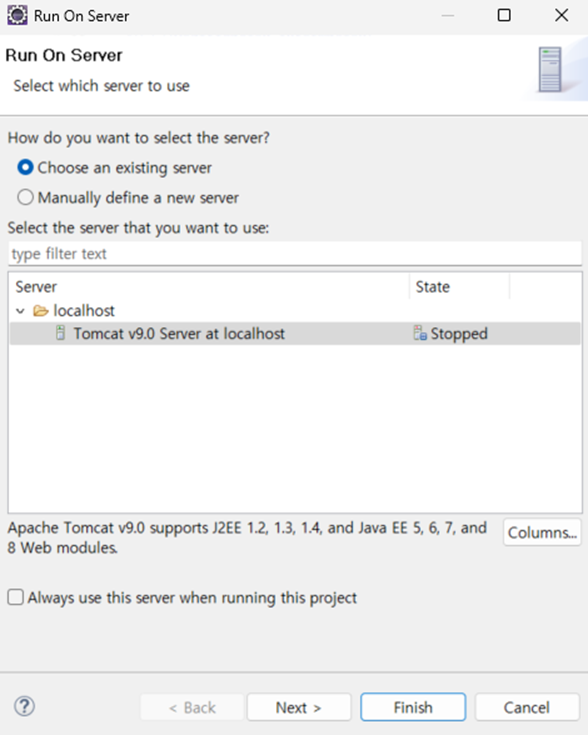 Run On Server
Run On Server
Select which server to use
How do you want to select the server?
Choose an existing server
Manually define a new server
Select the server that you want to use:
type filter text
Server State
localhost
Tomcat v9.0 Server at localhost Stopped
Apache Tomcat v9.0 supports J2EE 1.2, 1.3, 1.4, and Java EE 5, 6, 7, and
8 Web modules.
Columns...
Always use this server when running this project
? < Back Next > Finish Cancel